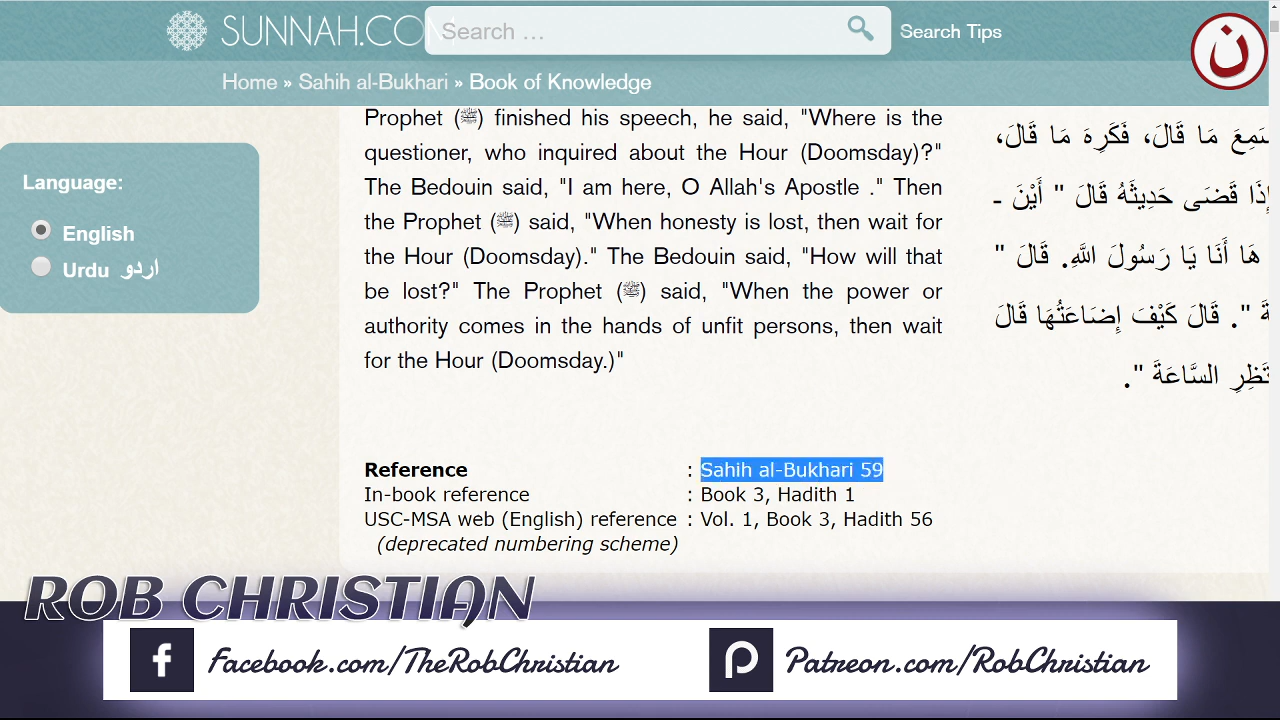 SUNNAH.COM
Search ...
Search Tips
ن
Home » Sahih al-Bukhari » Book of Knowledge
Language:
English
Urdu اردو
Prophet (ﷺ) finished his speech, he said, "Where is the
questioner, who inquired about the Hour (Doomsday)?"
The Bedouin said, "I am here, O Allah's Apostle ." Then
the Prophet (ﷺ) said, "When honesty is lost, then wait for
the Hour (Doomsday)." The Bedouin said, "How will that
be lost?" The Prophet (ﷺ) said, "When the power or
authority comes in the hands of unfit persons, then wait
for the Hour (Doomsday.)"
مَا قَالَ، فَكَرِهَ مَا قَالَ،
قَضَى حَدِيثَهُ قَالَ " أَيْنَ ـ
هَا أَنَا يَا رَسُولَ اللَّهِ. قَالَ "
". قَالَ كَيْفَ إِضَاعَتُهَا قَالَ
السَّاعَةَ ".
Reference : Sahih al-Bukhari 59
In-book reference : Book 3, Hadith 1
USC-MSA web (English) reference : Vol. 1, Book 3, Hadith 56
(deprecated numbering scheme)
ROB CHRISTIAN
f Facebook.com/TheRobChristian
Patreon.com/RobChristian